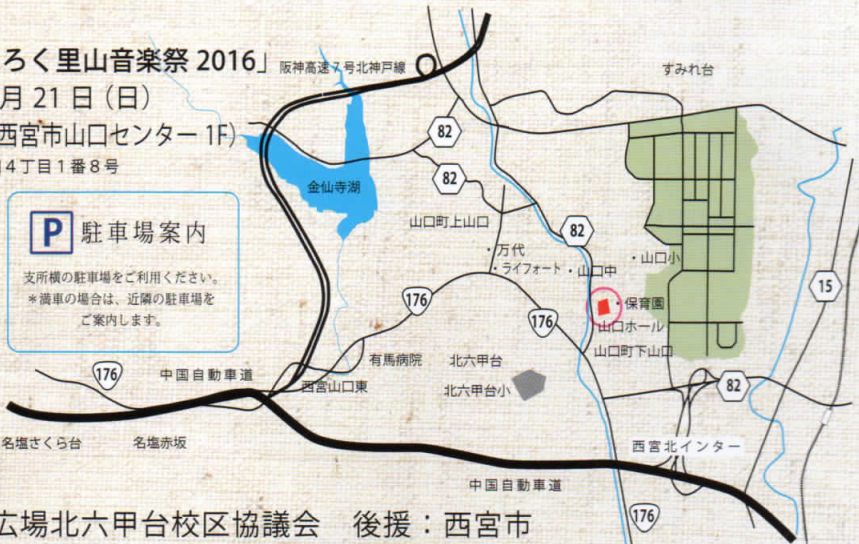 ろく里山音楽祭 2016」
月 21 日（日）
西宮市山口センター 1F）
4丁目1番8号
P 駐車場案内
支所横の駐車場をご利用ください。
＊満車の場合は、近隣の駐車場を
ご案内します。
阪神高速7号北神戸線
すみれ台
82
82
金仙寺湖
山口町上山口
82
・万代
・ライフォート
・山口中
・山口小
15
176
176
・保育園
山口ホール
山口町下山口
176
中国自動車道
有馬病院
北六甲台
西宮山口東
北六甲台小
82
名塩さくら台
名塩赤坂
西宮北インター
中国自動車道
176
広場北六甲台校区協議会　後援：西宮市